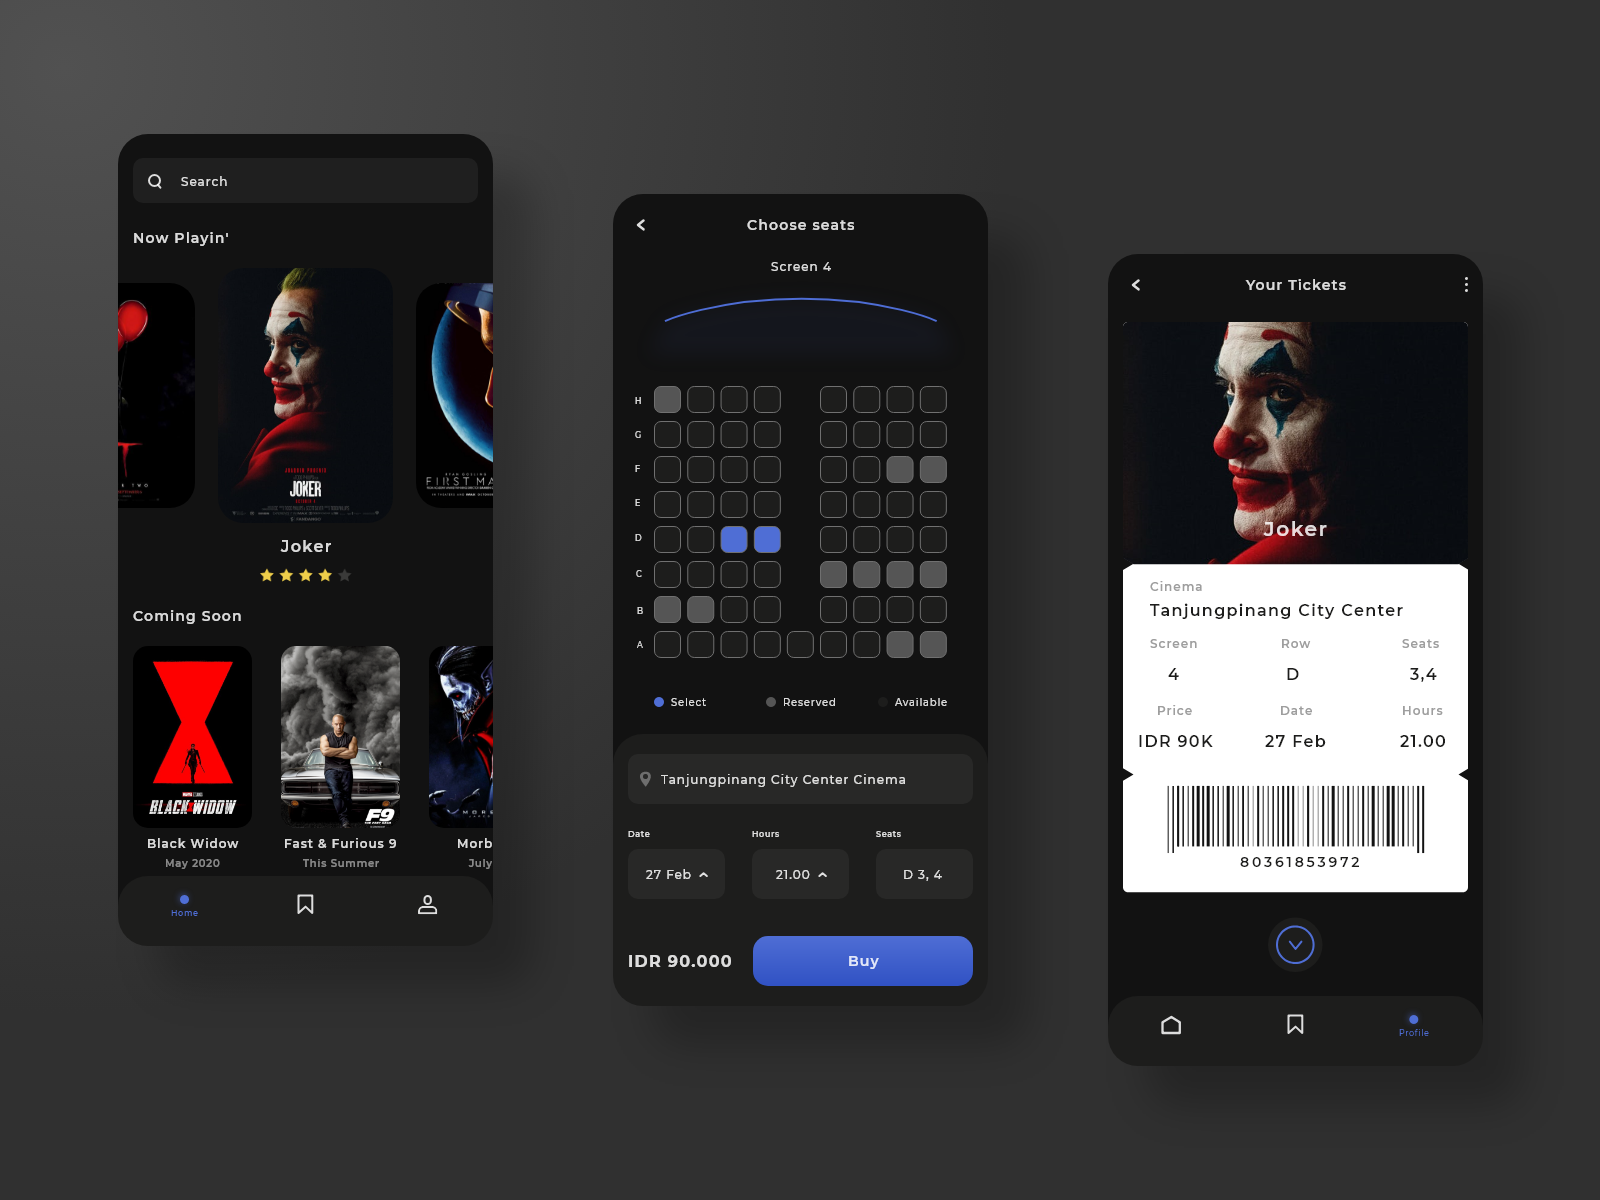 Search
Now Playin'
FIRST MA
JOKER
Joker
Coming Soon
BLACK WIDOW
F9
Black Widow
Fast & Furious 9
Morb
May 2020
This Summer
July
Home
Choose seats
Screen 4
H
G
F
E
D
C
B
A
Select
Reserved
Available
Tanjungpinang City Center Cinema
Date
Hours
Seats
27 Feb
21.00
D 3, 4
IDR 90.000
Buy
Your Tickets
Joker
Cinema
Tanjungpinang City Center
Screen
Row
Seats
4
D
3,4
Price
Date
Hours
IDR 90K
27 Feb
21.00
80361853972
Profile